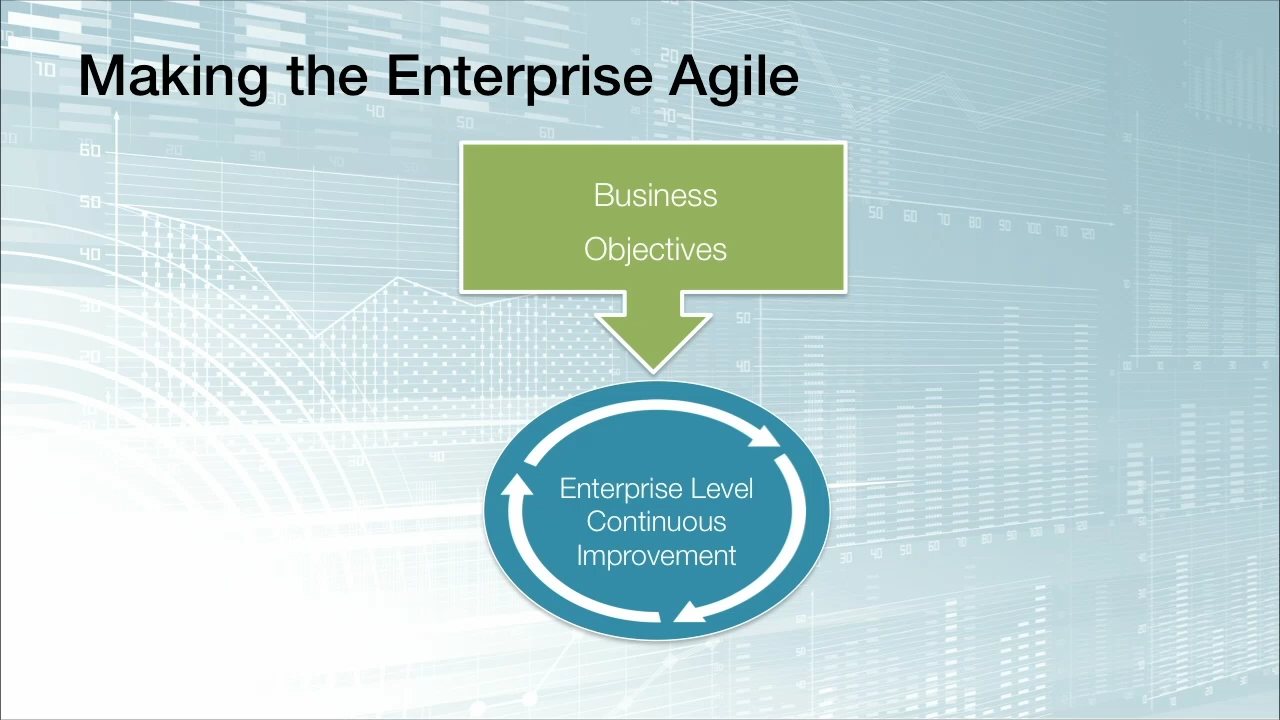 Making the Enterprise Agile
Business
Objectives
Enterprise Level
Continuous
Improvement